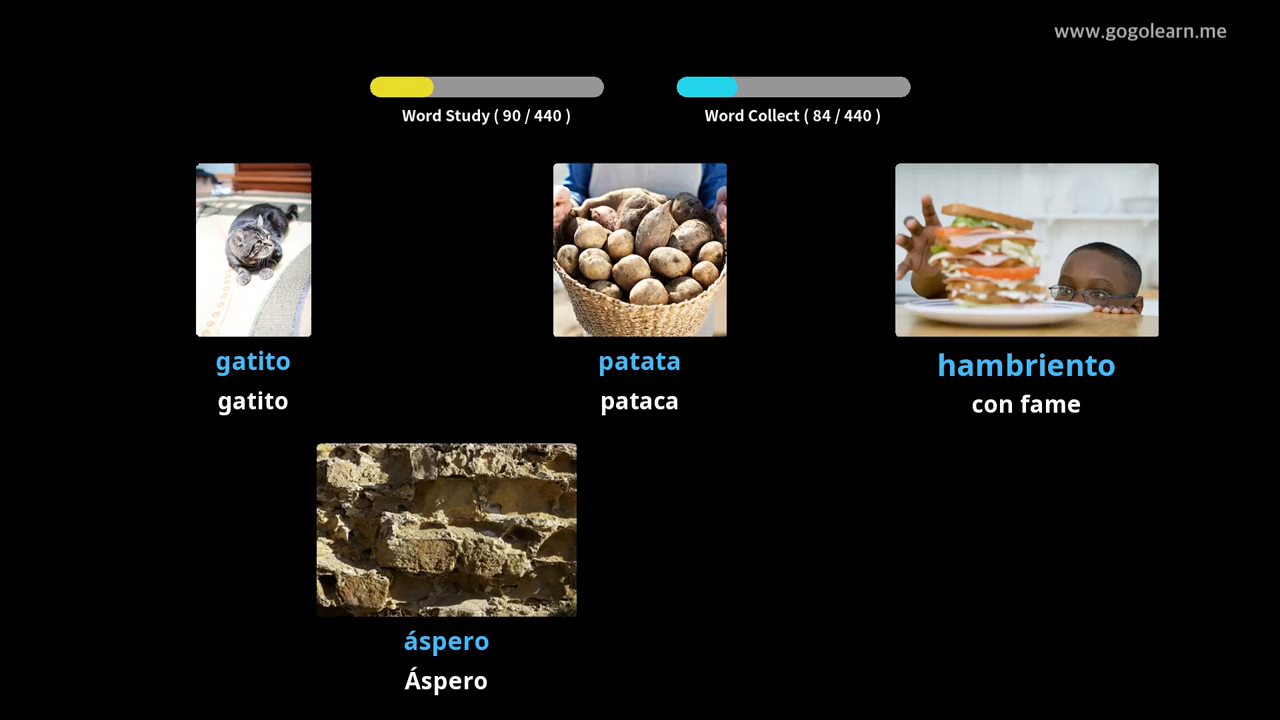 www.gogolearn.me
Word Study ( 90 / 440 )
Word Collect ( 84 / 440 )
gatito
gatito
patata
pataca
hambriento
con fame
áspero
Áspero